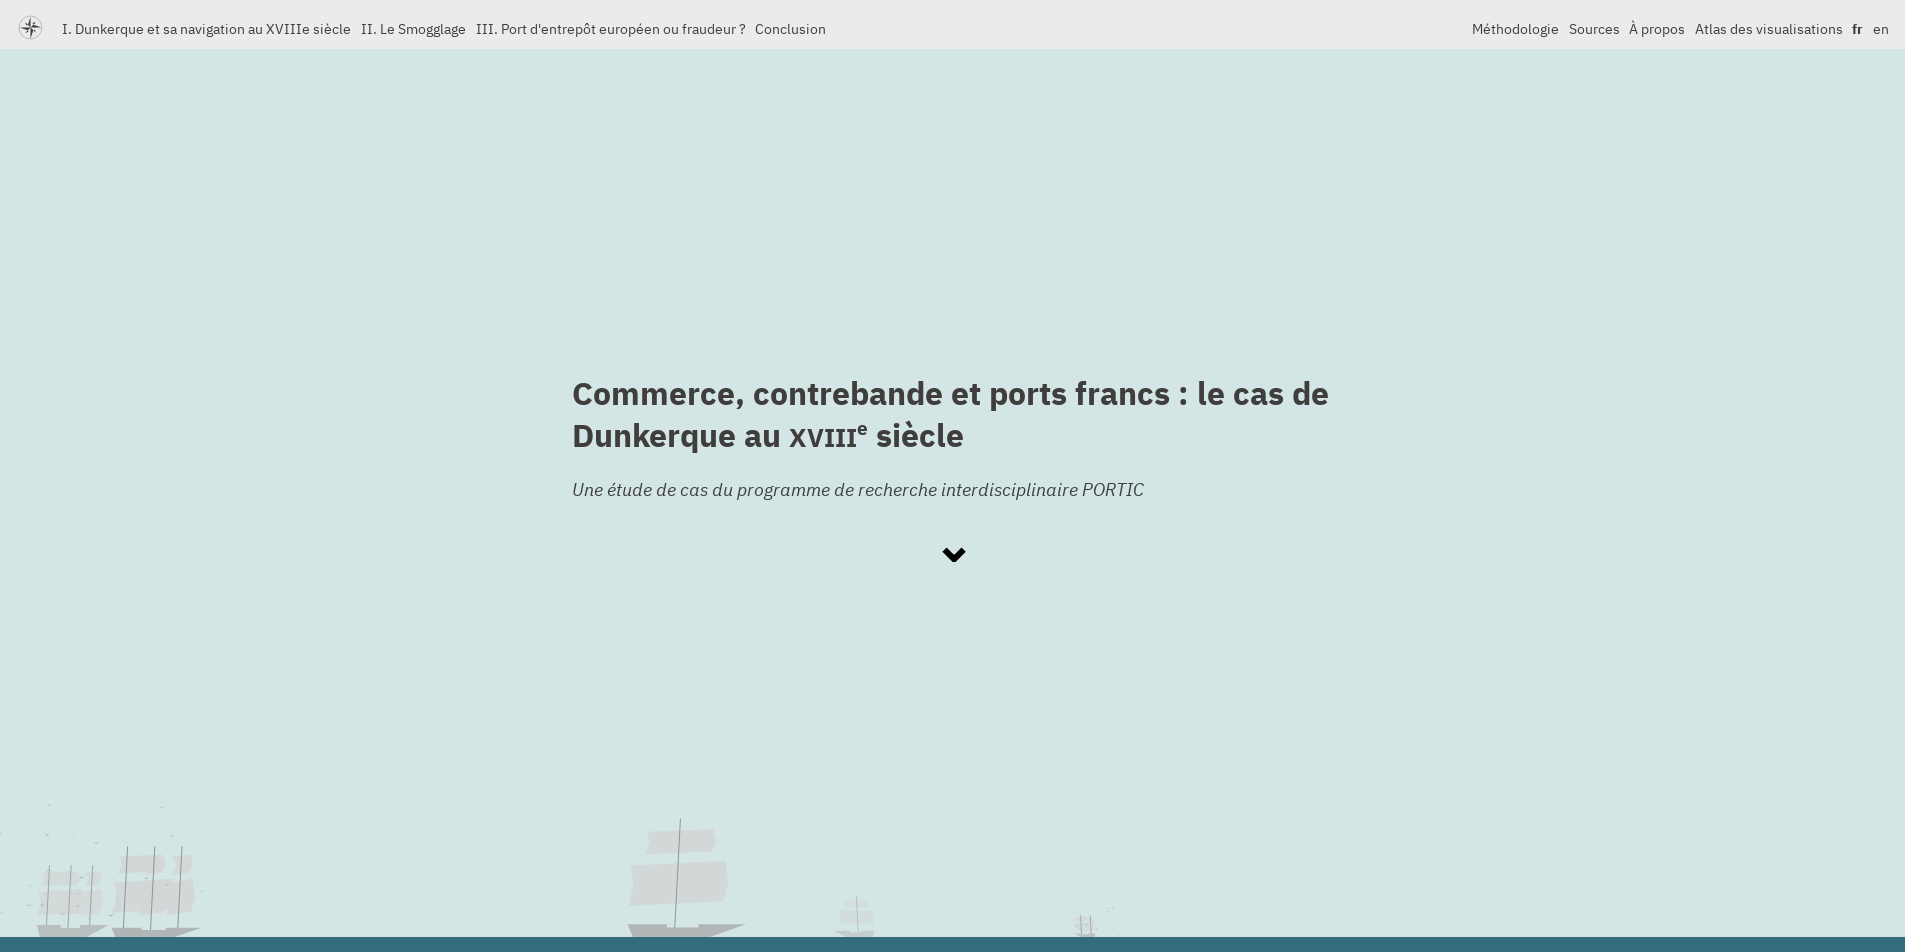 I. Dunkerque et sa navigation au XVIIIe siècle II. Le Smogglage III. Port d'entrepôt européen ou fraudeur ? Conclusion Méthodologie Sources À propos Atlas des visualisations fr en
Commerce, contrebande et ports francs : le cas de
Dunkerque au XVIIIe siècle
Une étude de cas du programme de recherche interdisciplinaire PORTIC